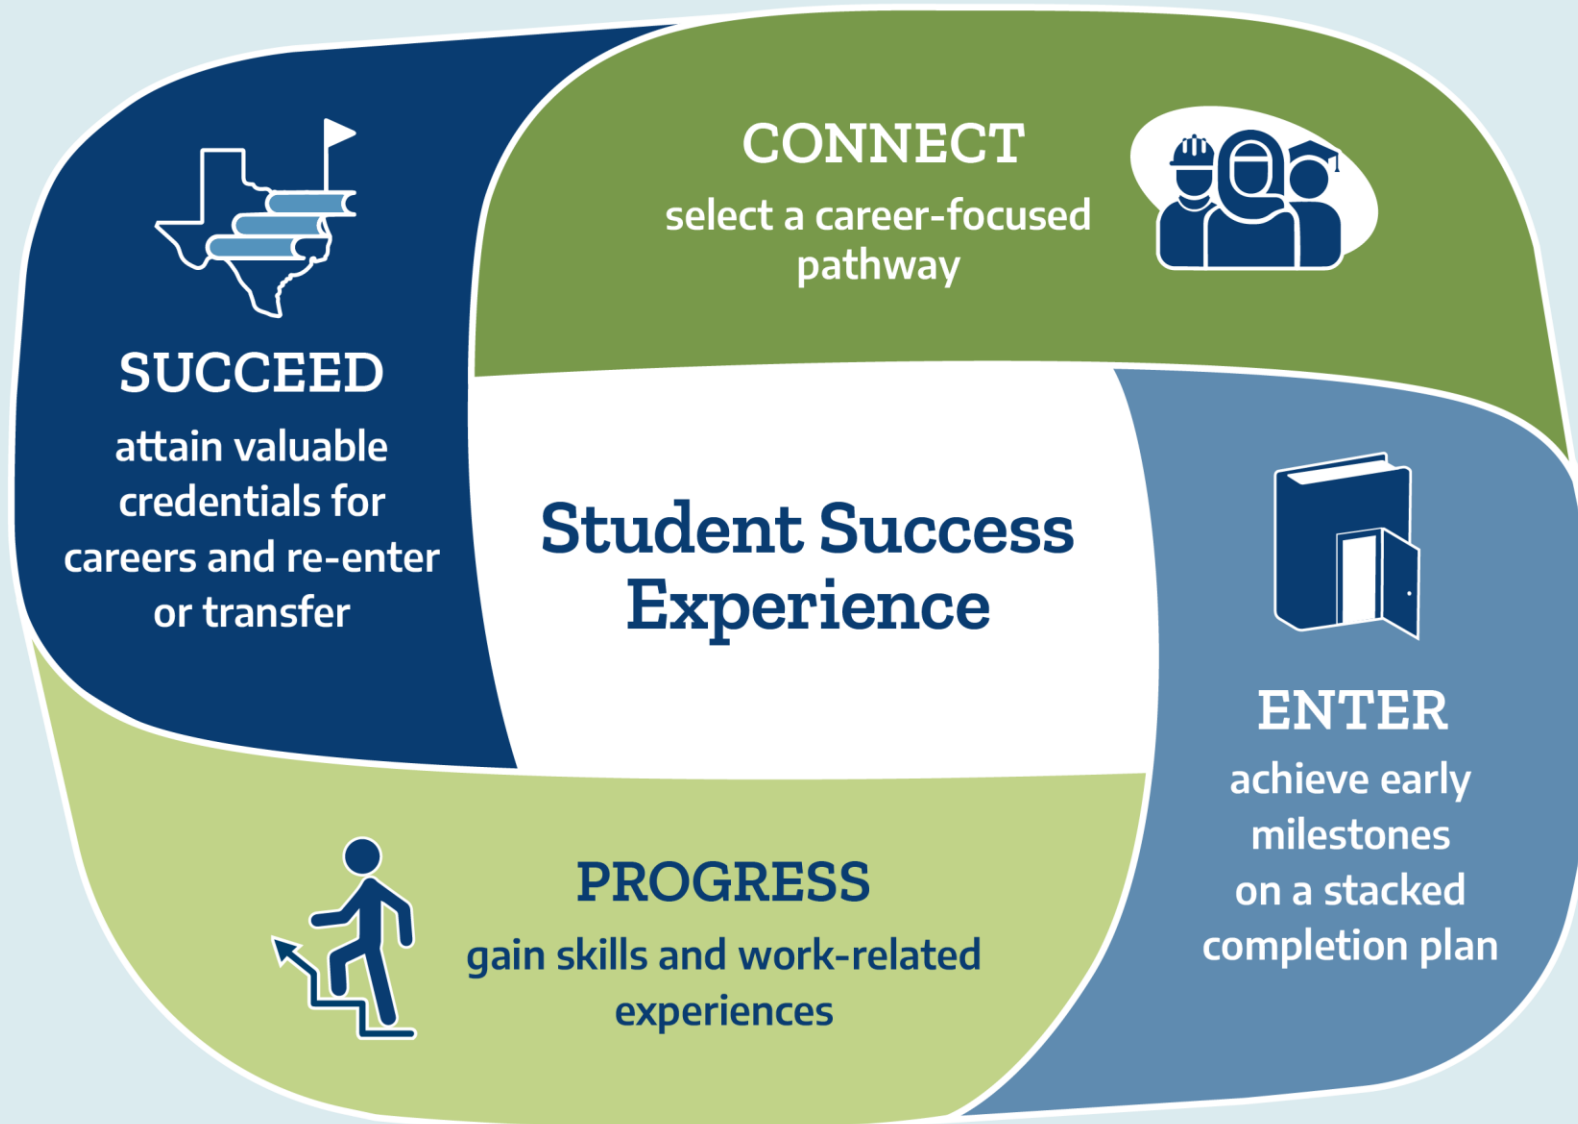 CONNECT
select a career-focused
pathway
SUCCEED
attain valuable
credentials for
careers and re-enter
or transfer
Student Success
Experience
ENTER
achieve early
milestones
on a stacked
completion plan
PROGRESS
gain skills and work-related
experiences